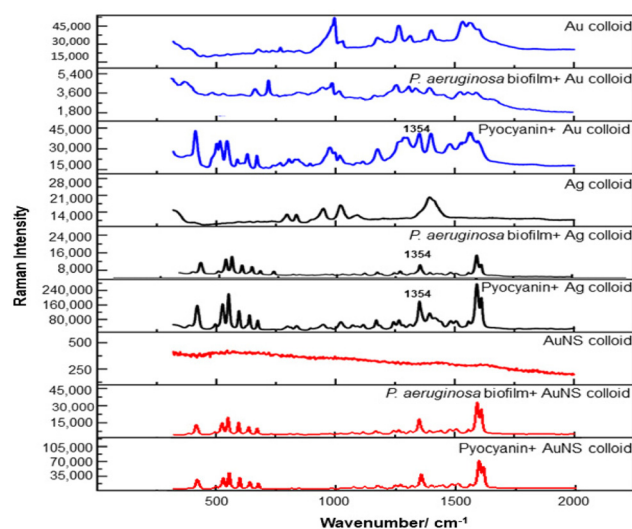 45,000
30,000
15,000
Au colloid
5,400
3,600
1,800
P. aeruginosa biofilm+ Au colloid
45,000
30,000
15,000
Pyocyanin+ Au colloid
1354
28,000
21,000
14,000
Ag colloid
24,000
16,000
8,000
P. aeruginosa biofilm+ Ag colloid
1354
240,000
160,000
80,000
Pyocyanin+ Ag colloid
1354
500
250
AuNS colloid
45,000
30,000
15,000
P. aeruginosa biofilm+ AuNS colloid
105,000
70,000
35,000
Pyocyanin+ AuNS colloid
Raman Intensity
500 1000 1500 2000
Wavenumber/ cm⁻¹